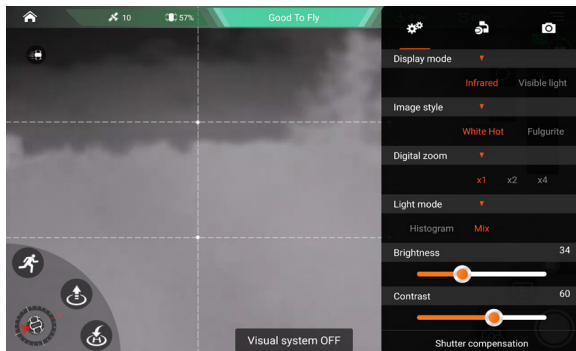 10 57% Good To Fly
Display mode
Infrared Visible light
Image style
White Hot Fulgurite
Digital zoom
x1 x2 x4
Light mode
Histogram Mix
Brightness 34
Contrast 60
Visual system OFF Shutter compensation